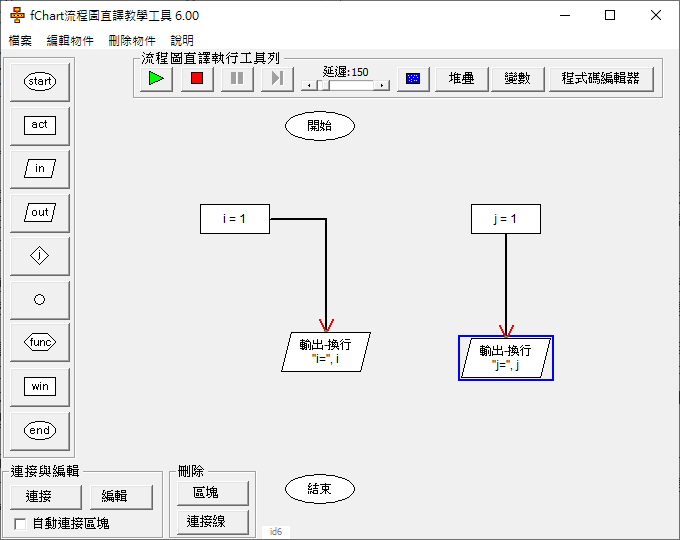 fChart流程圖直譯教學工具 6.00
檔案 編輯物件 刪除物件 說明
流程圖直譯執行工具列
延遲:150
堆疊 變數 程式碼編輯器
start
act
in
out
i
func
win
end
開始
i = 1
j = 1
輸出-換行
"i=", i
輸出-換行
"j=", j
結束
連接與編輯
連接 編輯
自動連接區塊
刪除
區塊
連接線
id6